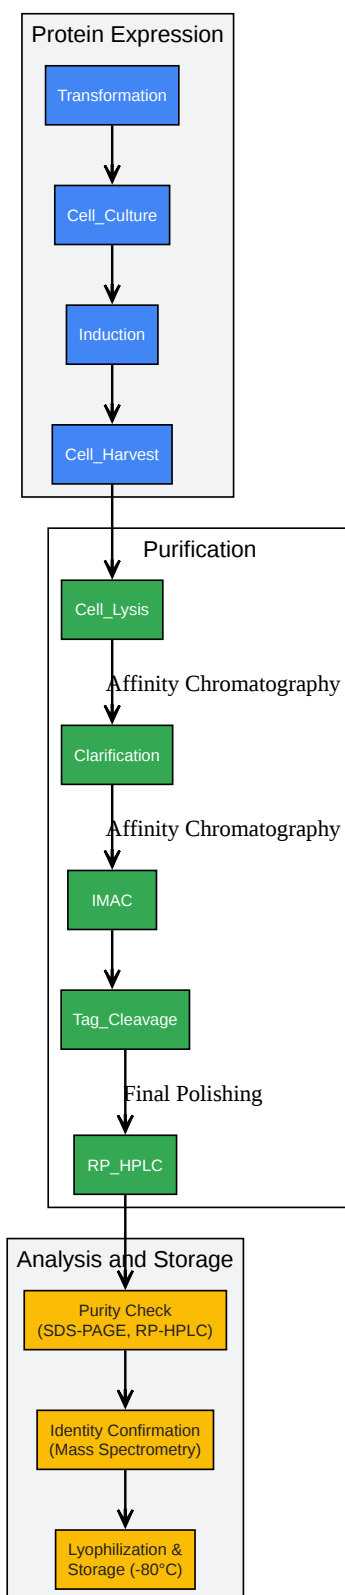 Protein Expression
Transformation
Cell_Culture
Induction
Cell_Harvest
Purification
Cell_Lysis
Affinity Chromatography
Clarification
Affinity Chromatography
IMAC
Tag_Cleavage
Final Polishing
RP_HPLC
Analysis and Storage
Purity Check
(SDS-PAGE, RP-HPLC)
Identity Confirmation
(Mass Spectrometry)
Lyophilization &
Storage (-80°C)